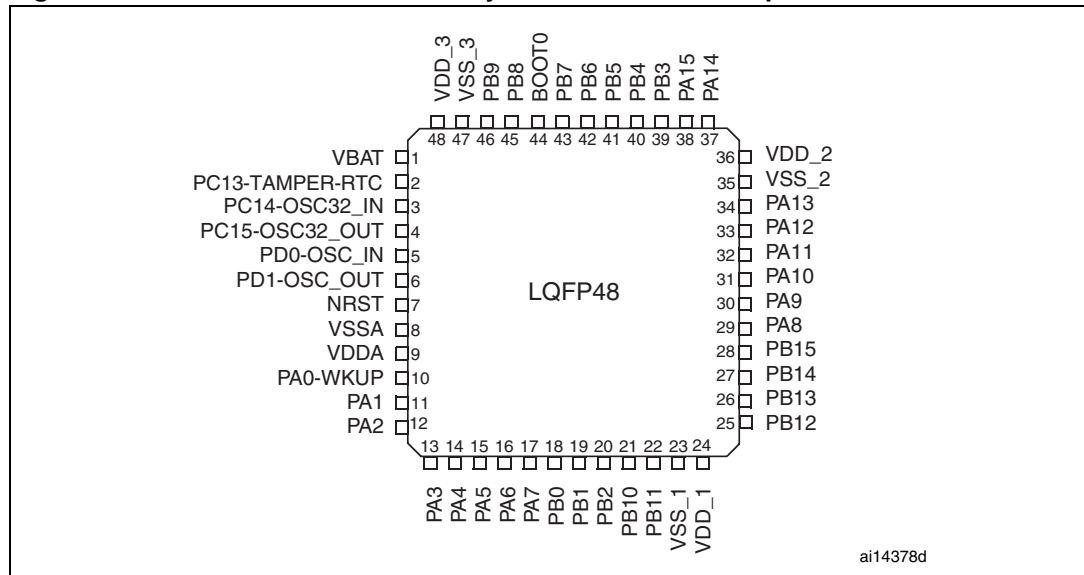 VDD_3
VSS_3
PB9
PB8
BOOT0
PB7
PB6
PB5
PB4
PB3
PA15
PA14
48 47 46 45 44 43 42 41 40 39 38 37
VBAT 1
PC13-TAMPER-RTC 2
PC14-OSC32_IN 3
PC15-OSC32_OUT 4
PD0-OSC_IN 5
PD1-OSC_OUT 6
NRST 7
VSSA 8
VDDA 9
PA0-WKUP 10
PA1 11
PA2 12
LQFP48
36 VDD_2
35 VSS_2
34 PA13
33 PA12
32 PA11
31 PA10
30 PA9
29 PA8
28 PB15
27 PB14
26 PB13
25 PB12
13 14 15 16 17 18 19 20 21 22 23 24
PA3
PA4
PA5
PA6
PA7
PB0
PB1
PB2
PB10
PB11
VSS_1
VDD_1
ai14378d